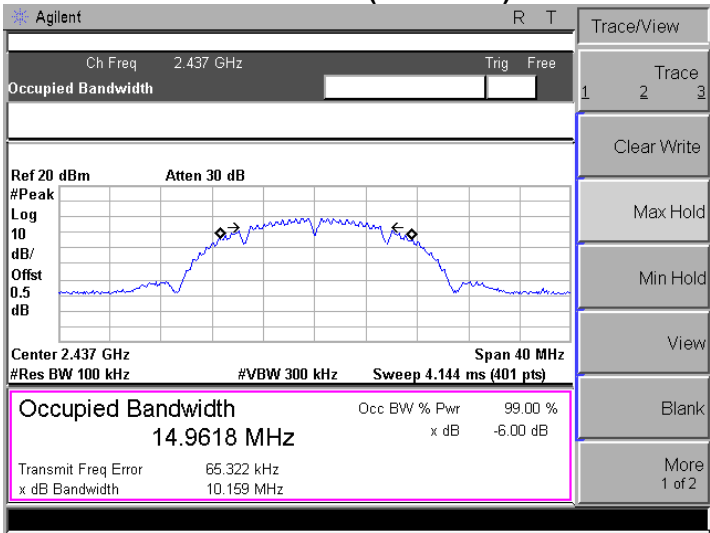 Agilent R T
Trace/View
Ch Freq 2.437 GHz Trig Free
Occupied Bandwidth
Trace
1 2 3
Clear Write
Ref 20 dBm Atten 30 dB
#Peak
Log
10
dB/
Offst
0.5
dB
Max Hold
Min Hold
View
Center 2.437 GHz Span 40 MHz
#Res BW 100 kHz #VBW 300 kHz Sweep 4.144 ms (401 pts)
Occupied Bandwidth Occ BW % Pwr 99.00 %
14.9618 MHz x dB -6.00 dB
Transmit Freq Error 65.322 kHz
x dB Bandwidth 10.159 MHz
Blank
More
1 of 2